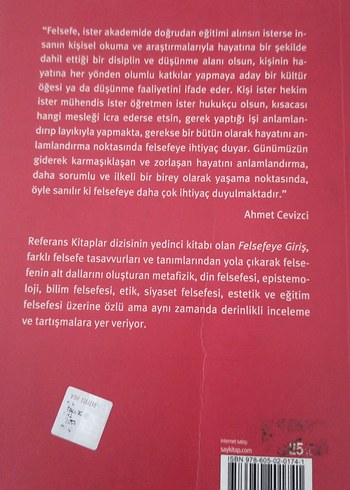 "Felsefe, ister akademide doğrudan eğitimi alınsın isterse in-
sanın kişisel okuma ve araştırmalarıyla hayatına bir şekilde
dahil ettiği bir disiplin ve düşünme alanı olsun, kişinin ha-
yatına her yönden olumlu katkılar yapmaya aday bir kültür
öğesi ya da düşünme faaliyetini ifade eder. Kişi ister hekim
ister mühendis ister öğretmen ister hukukçu olsun, kısacası
hangi mesleği icra ederse etsin, gerek yaptığı işi anlamlan-
dırıp layıkıyla yapmakta, gerekse bir bütün olarak hayatını an-
lamlandırma noktasında felsefeye ihtiyaç duyar. Günümüzün
giderek karmaşıklaşan ve zorlaşan hayatını anlamlandırma,
daha sorumlu ve ilkeli bir birey olarak yaşama noktasında,
öyle sanılır ki felsefeye daha çok ihtiyaç duyulmaktadır."
Ahmet Cevizci
Referans Kitaplar dizisinin yedinci kitabı olan Felsefeye Giriş,
farklı felsefe tasavvurları ve tanımlarından yola çıkarak felse-
fenin alt dallarını oluşturan metafizik, din felsefesi, epistemo-
loji, bilim felsefesi, etik, siyaset felsefesi, estetik ve eğitim
felsefesi üzerine özlü ama aynı zamanda derinlikli inceleme
ve tartışmalara yer veriyor.
internet satış:
saykitap.com
ISBN 978-605-02-0174-1